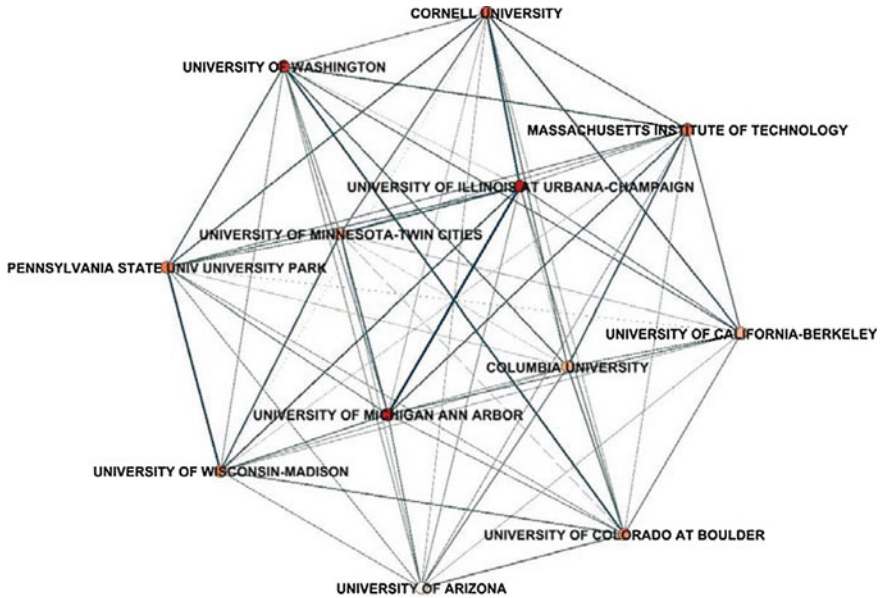 CORNELL UNIVERSITY
UNIVERSITY OF WASHINGTON
MASSACHUSETTS INSTITUTE OF TECHNOLOGY
UNIVERSITY OF ILLINOIS AT URBANA-CHAMPAIGN
UNIVERSITY OF MINNESOTA-TWIN CITIES
PENNSYLVANIA STATE UNIV UNIVERSITY PARK
UNIVERSITY OF CALIFORNIA-BERKELEY
COLUMBIA UNIVERSITY
UNIVERSITY OF MICHIGAN ANN ARBOR
UNIVERSITY OF WISCONSIN-MADISON
UNIVERSITY OF COLORADO AT BOULDER
UNIVERSITY OF ARIZONA